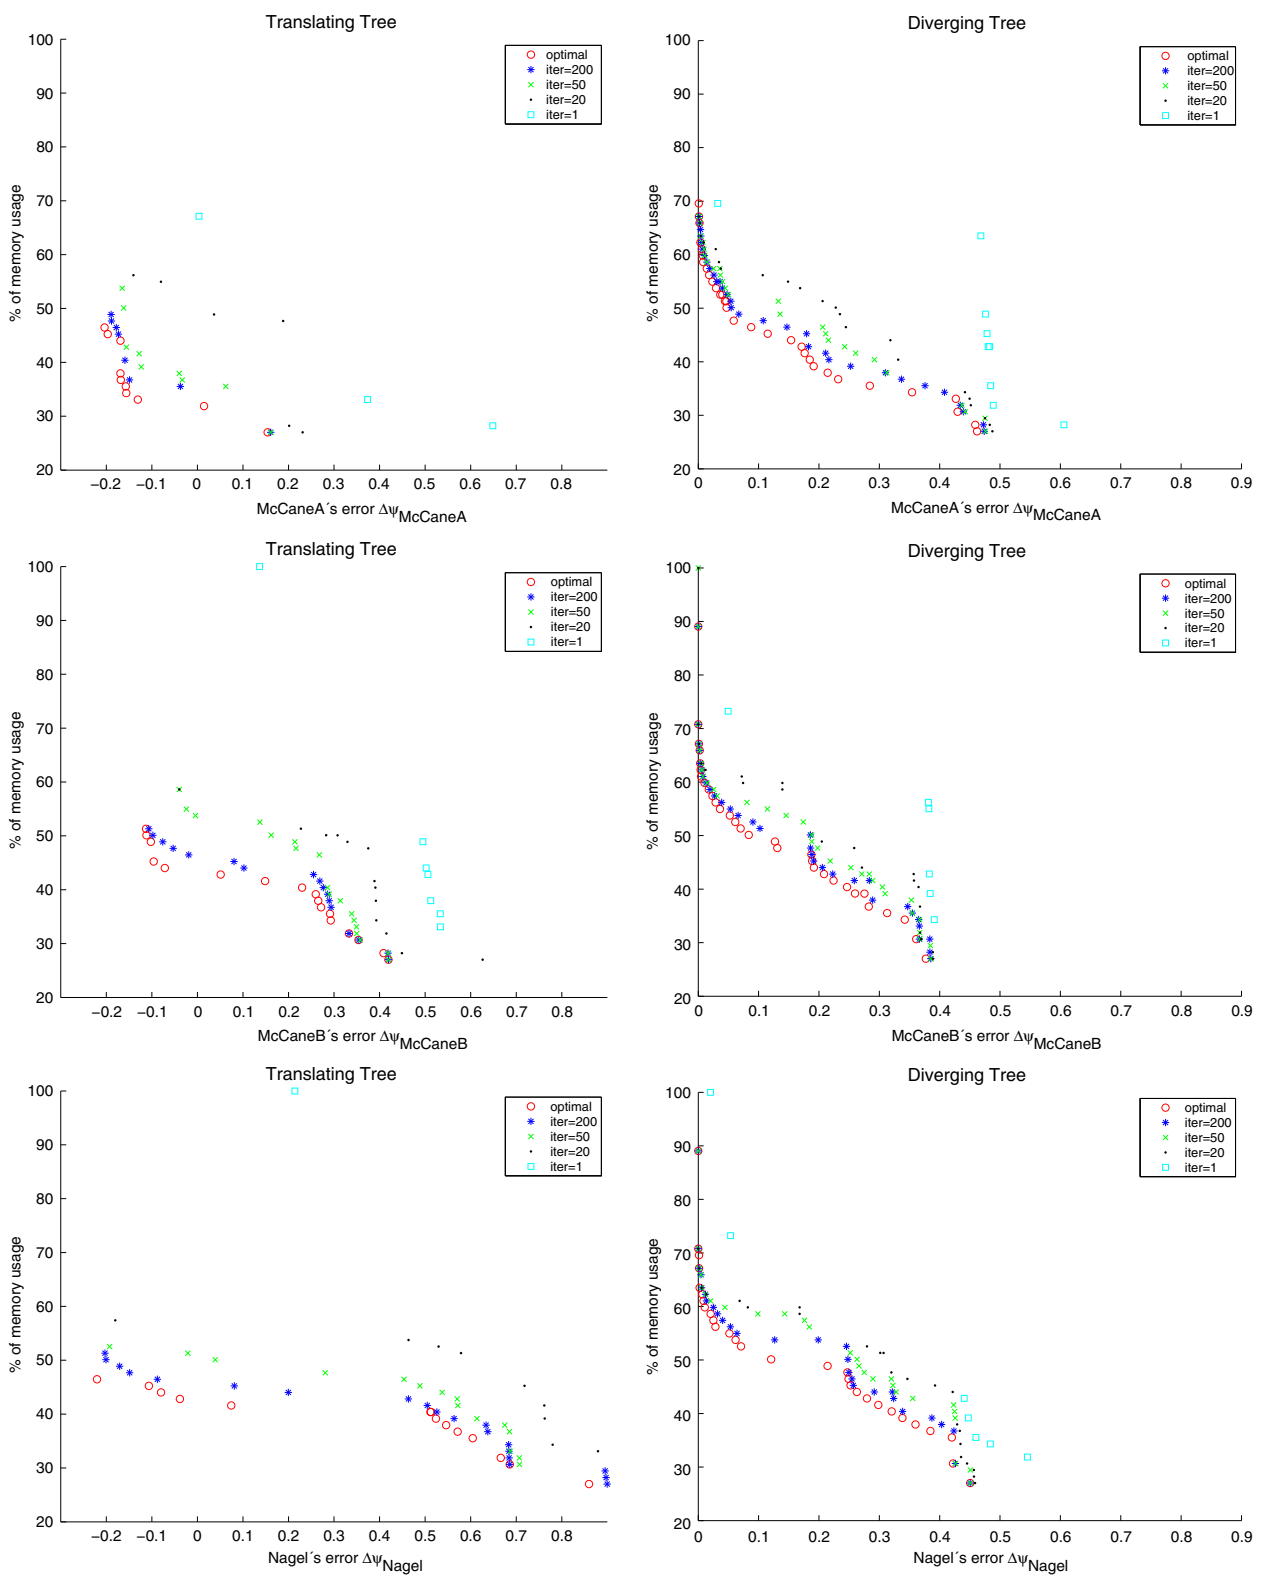 Translating Tree
% of memory usage
100
90
80
70
60
50
40
30
20
optimal
iter=200
iter=50
iter=20
iter=1
−0.2 −0.1 0 0.1 0.2 0.3 0.4 0.5 0.6 0.7 0.8
McCaneA´s error ΔψMcCaneA
Diverging Tree
% of memory usage
100
90
80
70
60
50
40
30
20
optimal
iter=200
iter=50
iter=20
iter=1
0 0.1 0.2 0.3 0.4 0.5 0.6 0.7 0.8 0.9
McCaneA´s error ΔψMcCaneA
Translating Tree
% of memory usage
100
90
80
70
60
50
40
30
20
optimal
iter=200
iter=50
iter=20
iter=1
−0.2 −0.1 0 0.1 0.2 0.3 0.4 0.5 0.6 0.7 0.8
McCaneB´s error ΔψMcCaneB
Diverging Tree
% of memory usage
100
90
80
70
60
50
40
30
20
optimal
iter=200
iter=50
iter=20
iter=1
0 0.1 0.2 0.3 0.4 0.5 0.6 0.7 0.8 0.9
McCaneB´s error ΔψMcCaneB
Translating Tree
% of memory usage
100
90
80
70
60
50
40
30
20
optimal
iter=200
iter=50
iter=20
iter=1
−0.2 −0.1 0 0.1 0.2 0.3 0.4 0.5 0.6 0.7 0.8
Nagel´s error ΔψNagel
Diverging Tree
% of memory usage
100
90
80
70
60
50
40
30
20
optimal
iter=200
iter=50
iter=20
iter=1
0 0.1 0.2 0.3 0.4 0.5 0.6 0.7 0.8 0.9
Nagel´s error ΔψNagel